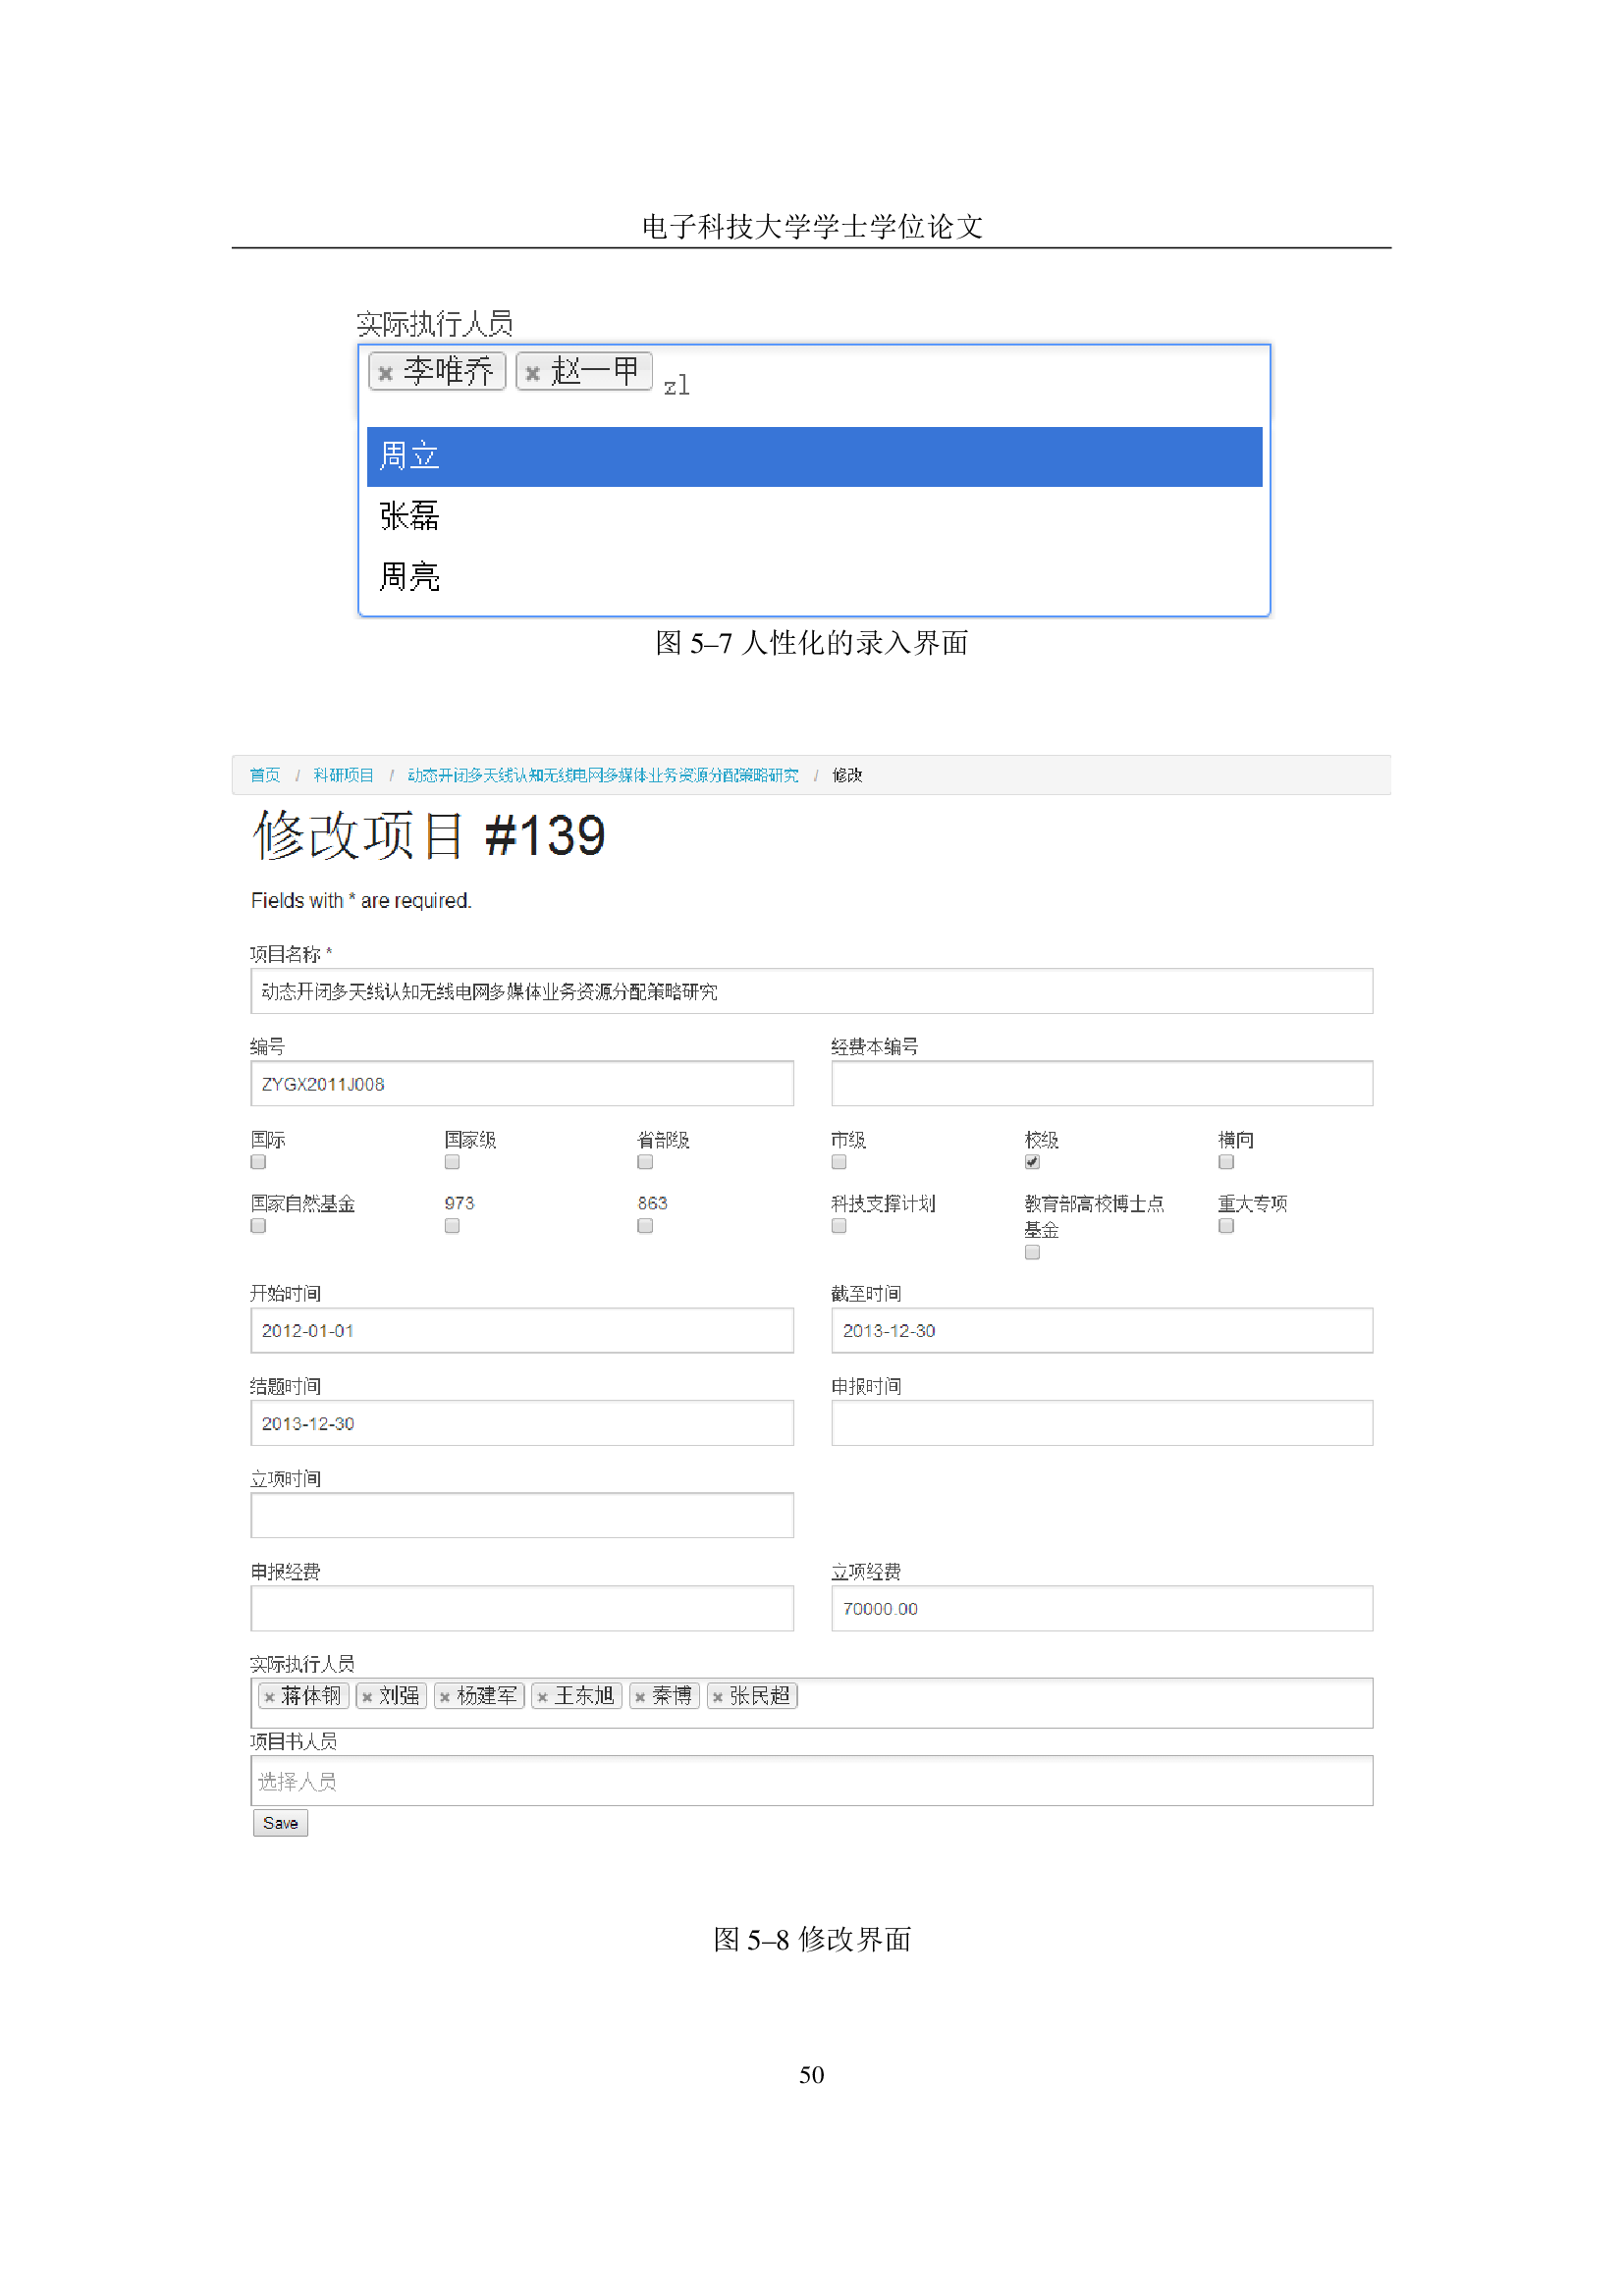 电子科技大学学士学位论文
实际执行人员
李唯乔 赵一甲 zl
周立
张磊
周亮
图 5–7 人性化的录入界面
首页 / 科研项目 / 动态开闭多天线认知无线电网多媒体业务资源分配策略研究 / 修改
修改项目 #139
Fields with * are required.
项目名称 *
动态开闭多天线认知无线电网多媒体业务资源分配策略研究
编号 经费本编号
ZYGX2011J008
国际 国家级 省部级 市级 校级 横向
国家自然基金 973 863 科技支撑计划 教育部高校博士点 重大专项
基金
开始时间 截至时间
2012-01-01 2013-12-30
结题时间 申报时间
2013-12-30
立项时间
申报经费 立项经费
70000.00
实际执行人员
蒋体钢 刘强 杨建军 王东旭 秦博 张民超
项目书人员
选择人员
Save
图 5–8 修改界面
50